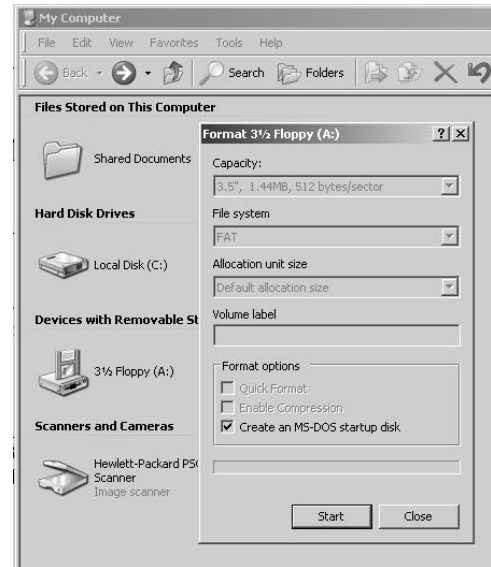 My Computer
File Edit View Favorites Tools Help
Back Search Folders
Files Stored on This Computer
Shared Documents
Hard Disk Drives
Local Disk (C:)
Devices with Removable St
3½ Floppy (A:)
Scanners and Cameras
Hewlett-Packard PS
Scanner
Image scanner
Format 3½ Floppy (A:)
Capacity:
3.5", 1.44MB, 512 bytes/sector
File system
FAT
Allocation unit size
Default allocation size
Volume label
Format options
Quick Format
Enable Compression
Create an MS-DOS startup disk
Start Close